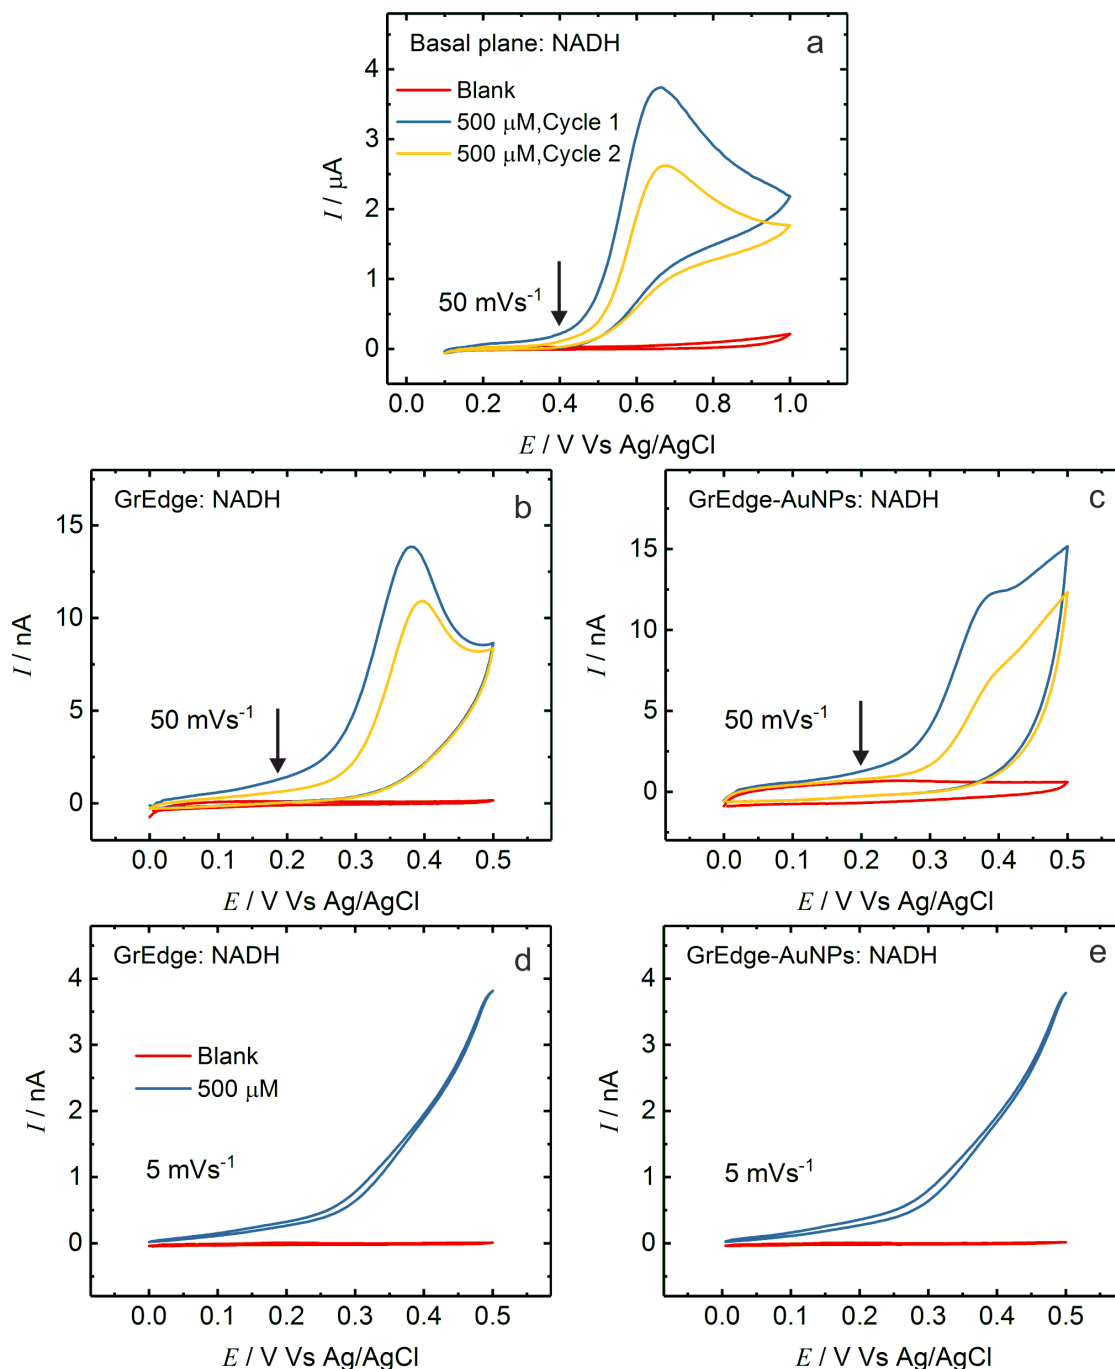 Basal plane: NADH
a
Blank
500 μM,Cycle 1
500 μM,Cycle 2
50 mVs-1
4
3
2
1
0
I / μA
0.0 0.2 0.4 0.6 0.8 1.0
E / V Vs Ag/AgCl
GrEdge: NADH
b
50 mVs-1
15
10
5
0
I / nA
0.0 0.1 0.2 0.3 0.4 0.5
E / V Vs Ag/AgCl
GrEdge-AuNPs: NADH
c
50 mVs-1
15
10
5
0
I / nA
0.0 0.1 0.2 0.3 0.4 0.5
E / V Vs Ag/AgCl
GrEdge: NADH
d
Blank
500 μM
5 mVs-1
4
3
2
1
0
I / nA
0.0 0.1 0.2 0.3 0.4 0.5
E / V Vs Ag/AgCl
GrEdge-AuNPs: NADH
e
5 mVs-1
4
3
2
1
0
I / nA
0.0 0.1 0.2 0.3 0.4 0.5
E / V Vs Ag/AgCl